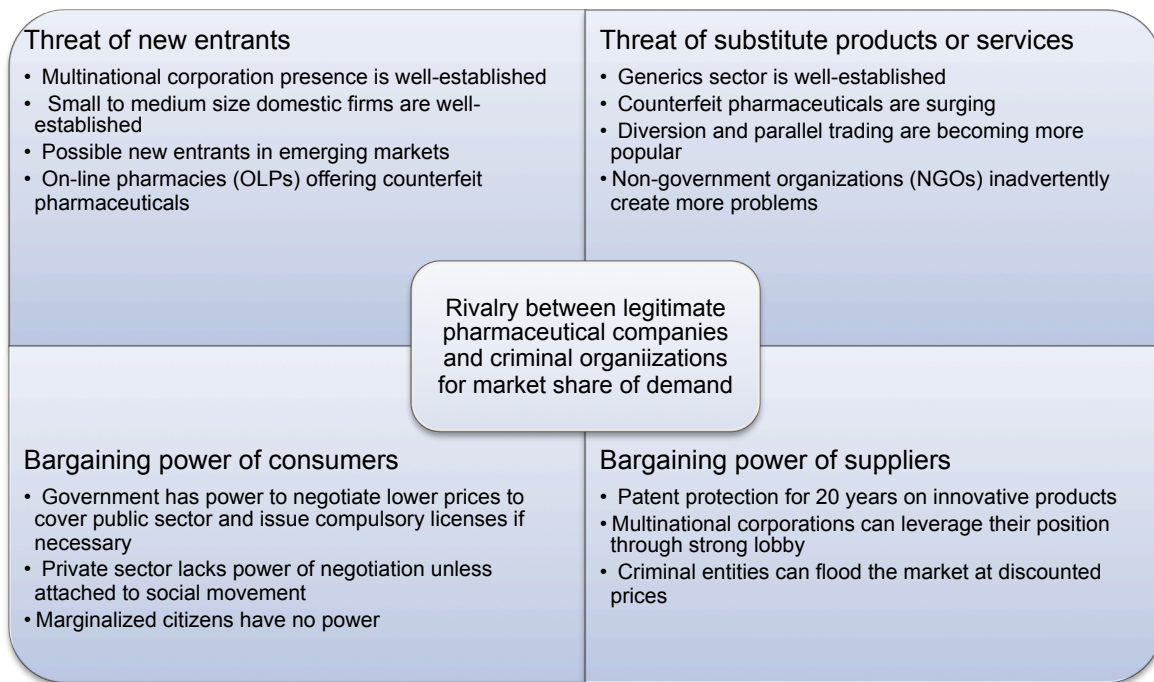 Threat of new entrants
• Multinational corporation presence is well-established
• Small to medium size domestic firms are well-
established
• Possible new entrants in emerging markets
• On-line pharmacies (OLPs) offering counterfeit
pharmaceuticals
Threat of substitute products or services
• Generics sector is well-established
• Counterfeit pharmaceuticals are surging
• Diversion and parallel trading are becoming more
popular
• Non-government organizations (NGOs) inadvertently
create more problems
Rivalry between legitimate
pharmaceutical companies
and criminal organiizations
for market share of demand
Bargaining power of consumers
• Government has power to negotiate lower prices to
cover public sector and issue compulsory licenses if
necessary
• Private sector lacks power of negotiation unless
attached to social movement
• Marginalized citizens have no power
Bargaining power of suppliers
• Patent protection for 20 years on innovative products
• Multinational corporations can leverage their position
through strong lobby
• Criminal entities can flood the market at discounted
prices